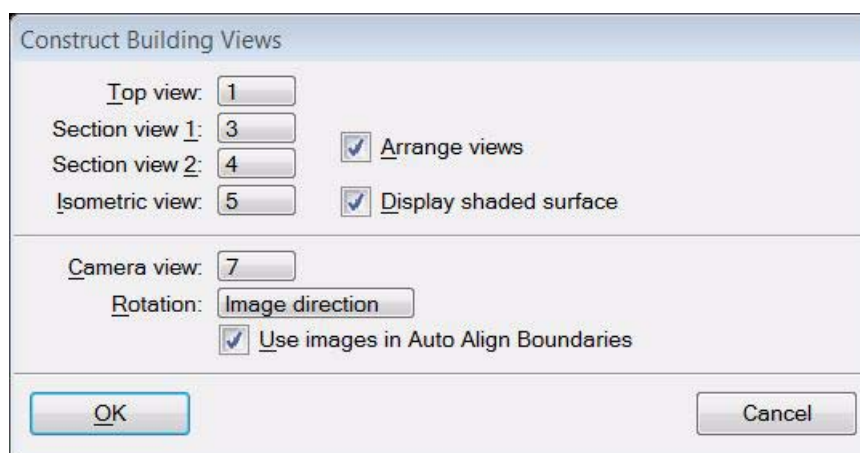 Construct Building Views
Top view: 1
Section view 1: 3
Section view 2: 4
Isometric view: 5
Arrange views
Display shaded surface
Camera view: 7
Rotation: Image direction
Use images in Auto Align Boundaries
OK
Cancel